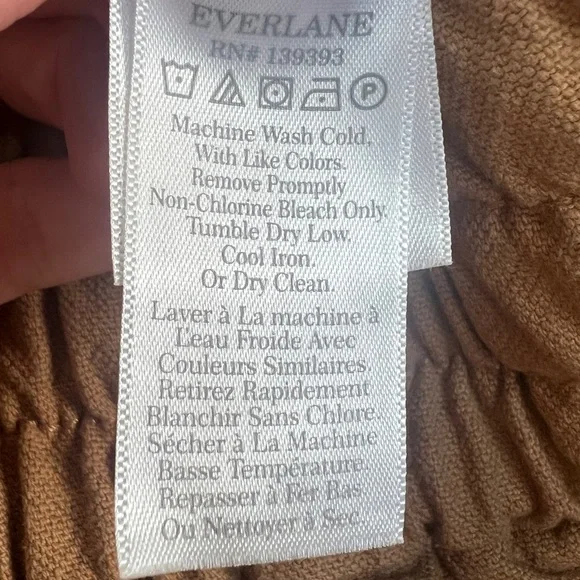 EVERLANE
RN# 139393
P
Machine Wash Cold.
With Like Colors.
Remove Promptly
Non-Chlorine Bleach Only.
Tumble Dry Low.
Cool Iron.
Or Dry Clean.
Laver à La machine à
L'eau Froide Avec
Couleurs Similaires
Retirez Rapidement
Blanchir Sans Chlore.
Sécher à La Machine
Basse Température.
Repasser à Fer Bas.
Ou Nettoyer à Sec.